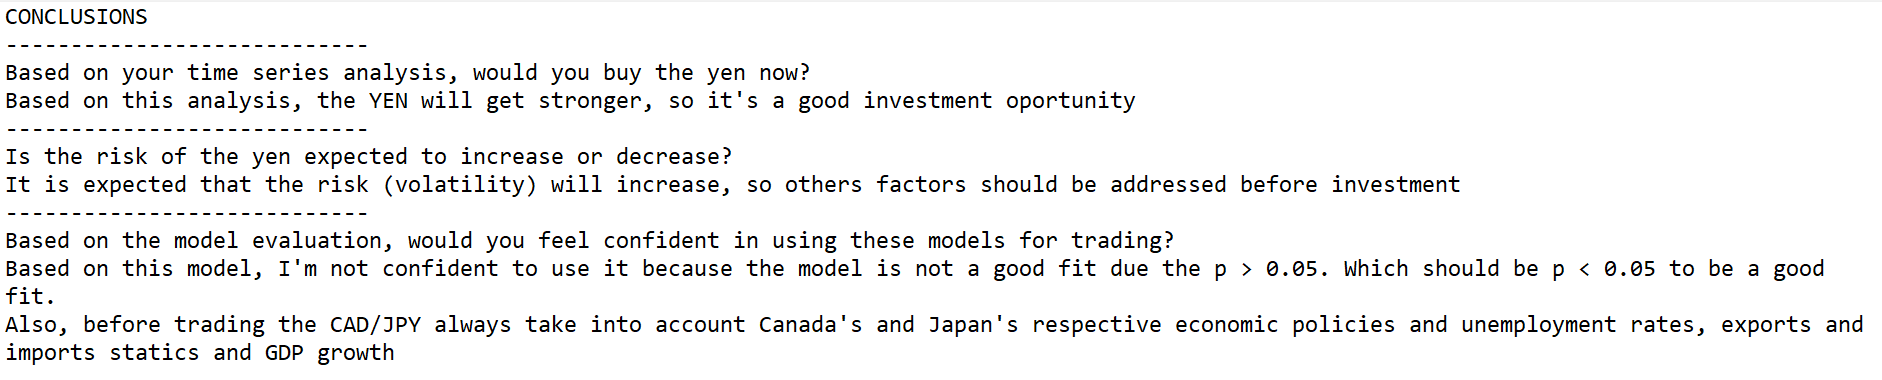 CONCLUSIONS
----------------------------
Based on your time series analysis, would you buy the yen now?
Based on this analysis, the YEN will get stronger, so it's a good investment oportunity
----------------------------
Is the risk of the yen expected to increase or decrease?
It is expected that the risk (volatility) will increase, so others factors should be addressed before investment
----------------------------
Based on the model evaluation, would you feel confident in using these models for trading?
Based on this model, I'm not confident to use it because the model is not a good fit due the p > 0.05. Which should be p < 0.05 to be a good
fit.
Also, before trading the CAD/JPY always take into account Canada's and Japan's respective economic policies and unemployment rates, exports and
imports statics and GDP growth